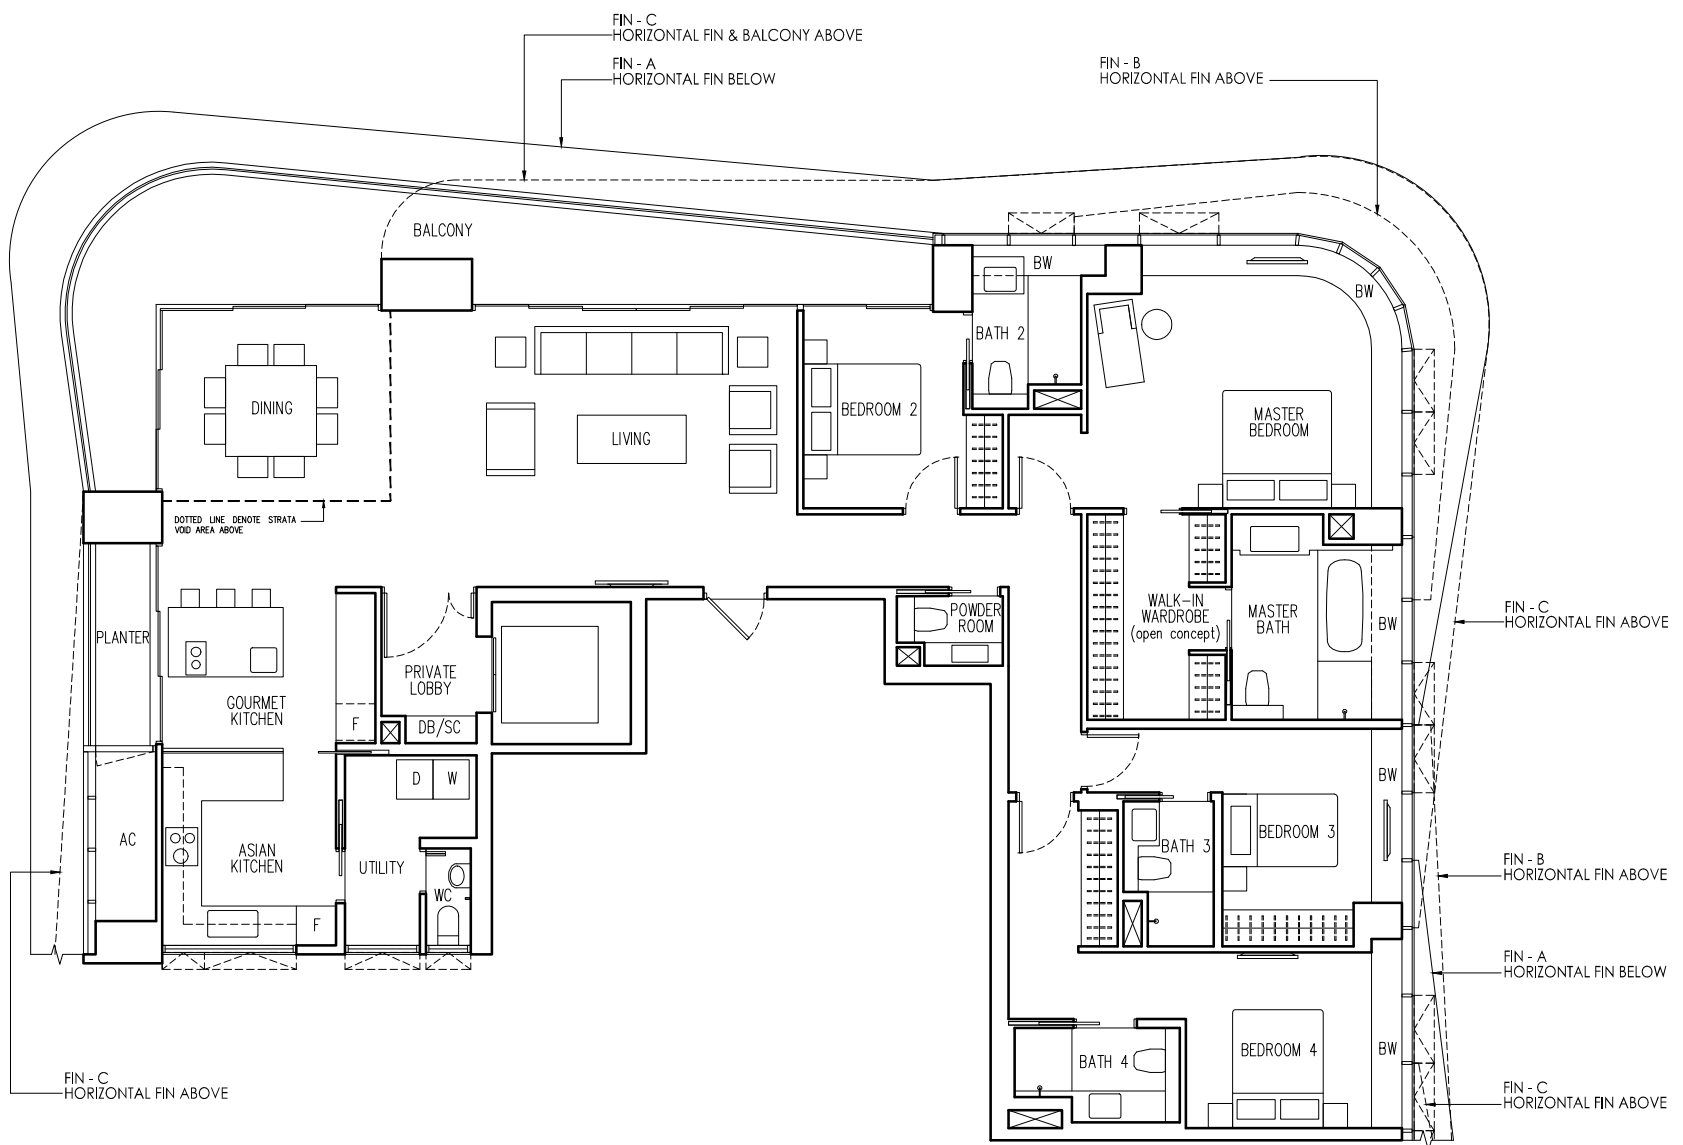 FIN - C
HORIZONTAL FIN & BALCONY ABOVE
FIN - A
HORIZONTAL FIN BELOW
FIN - B
HORIZONTAL FIN ABOVE
BALCONY
BW
BW
BATH 2
DINING
LIVING
BEDROOM 2
MASTER
BEDROOM
DOTTED LINE DENOTE STRATA
VOID AREA ABOVE
PLANTER
GOURMET
KITCHEN
F
PRIVATE
LOBBY
DB/SC
POWDER
ROOM
WALK-IN
WARDROBE
(open concept)
MASTER
BATH
BW
FIN - C
HORIZONTAL FIN ABOVE
D
W
BW
AC
ASIAN
KITCHEN
UTILITY
WC
F
BATH 3
BEDROOM 3
FIN - B
HORIZONTAL FIN ABOVE
FIN - A
HORIZONTAL FIN BELOW
BATH 4
BEDROOM 4
BW
FIN - C
HORIZONTAL FIN ABOVE
FIN - C
HORIZONTAL FIN ABOVE